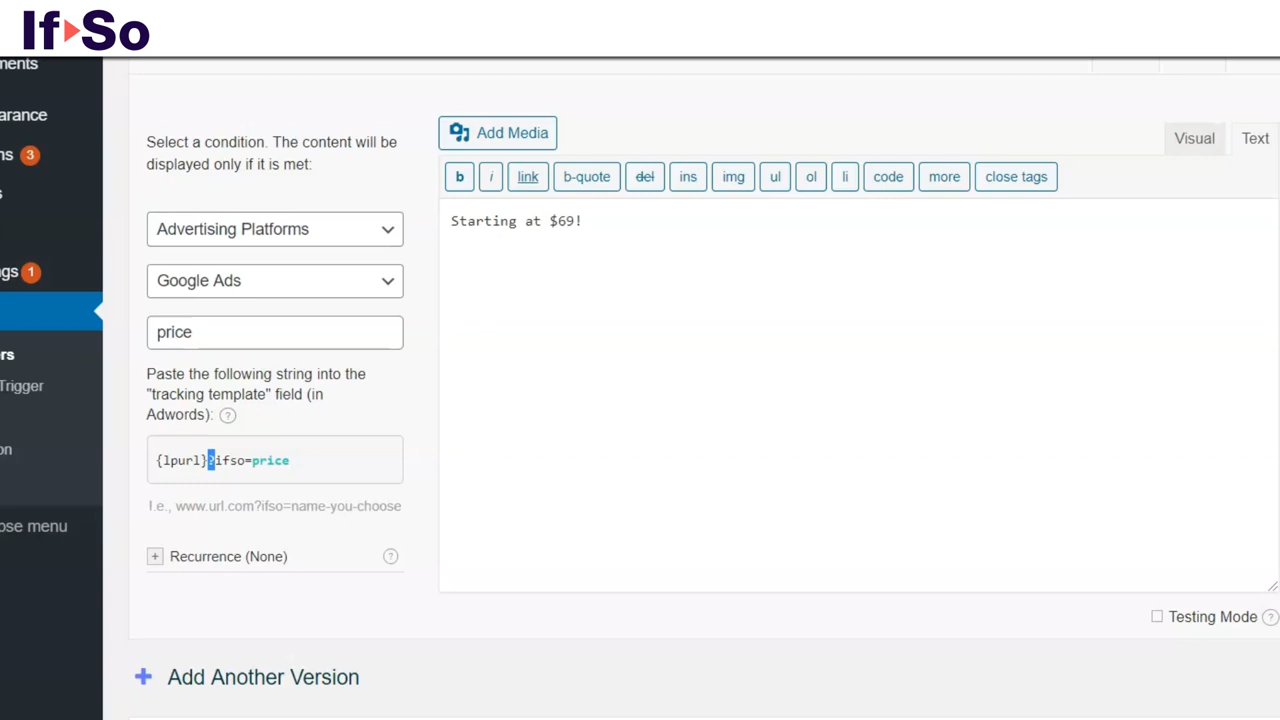 If So
ments
arance
ns 3
s
gs 1
rs
Trigger
on
ose menu
Select a condition. The content will be
displayed only if it is met:
Advertising Platforms
Google Ads
price
Paste the following string into the
"tracking template" field (in
Adwords): ?
{lpurl}?ifso=price
I.e., www.url.com?ifso=name-you-choose
+ Recurrence (None) ?
Add Media
Visual Text
b i link b-quote del ins img ul ol li code more close tags
Starting at $69!
Testing Mode ?
+ Add Another Version